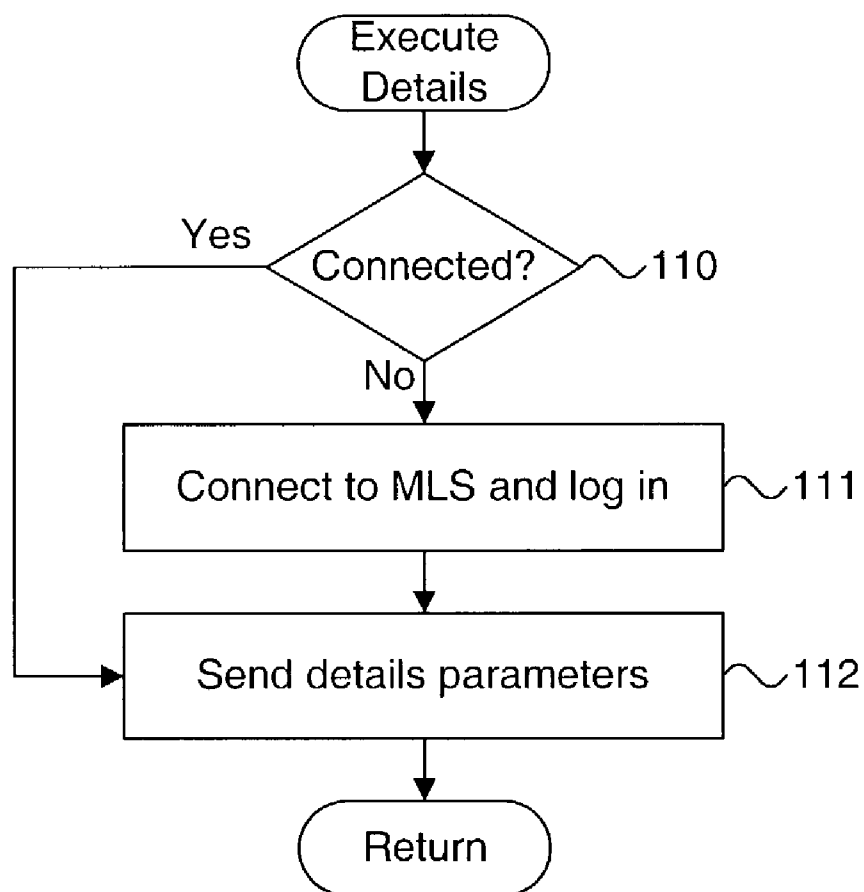 Execute
Details
Yes
Connected?
110
No
Connect to MLS and log in
111
Send details parameters
112
Return